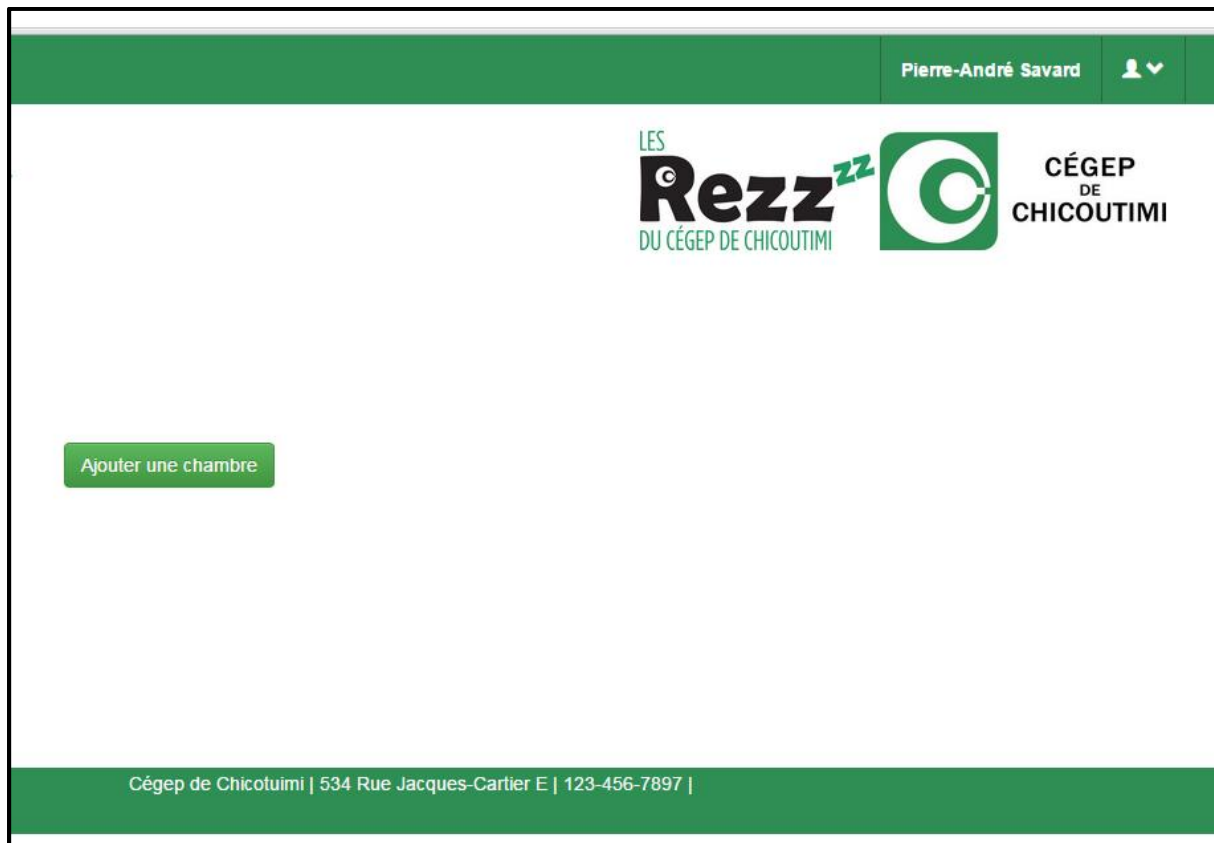 Pierre-André Savard
LES
Rezz zz
DU CÉGEP DE CHICOUTIMI
CÉGEP
DE
CHICOUTIMI
Ajouter une chambre
Cégep de Chicotuimi | 534 Rue Jacques-Cartier E | 123-456-7897 |